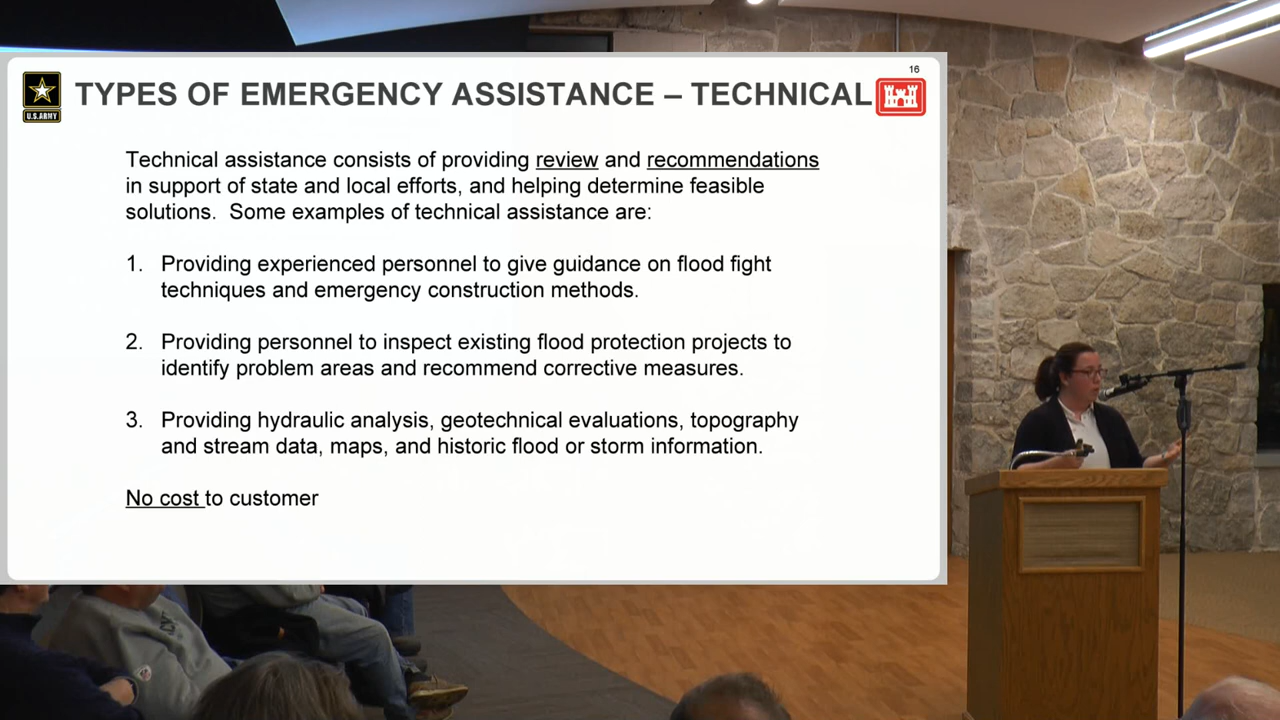 16
TYPES OF EMERGENCY ASSISTANCE – TECHNICAL
U.S.ARMY
Technical assistance consists of providing review and recommendations
in support of state and local efforts, and helping determine feasible
solutions.  Some examples of technical assistance are:
1. Providing experienced personnel to give guidance on flood fight
techniques and emergency construction methods.
2. Providing personnel to inspect existing flood protection projects to
identify problem areas and recommend corrective measures.
3. Providing hydraulic analysis, geotechnical evaluations, topography
and stream data, maps, and historic flood or storm information.
No cost to customer